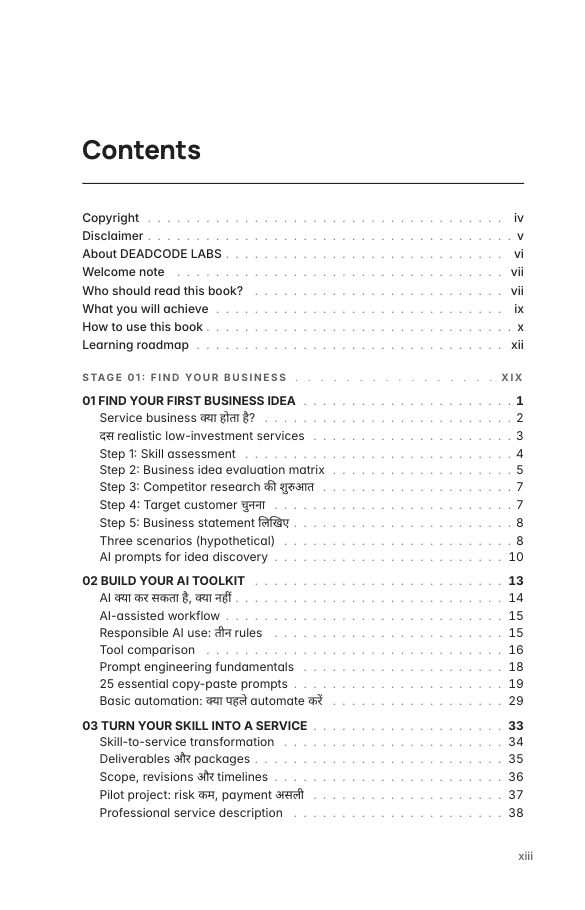 Contents
Copyright . . . . . . . . . . . . . . . . . . . . . . . . . . . . . . . . . . . iv
Disclaimer . . . . . . . . . . . . . . . . . . . . . . . . . . . . . . . . . . . v
About DEADCODE LABS . . . . . . . . . . . . . . . . . . . . . . . . . . . vi
Welcome note . . . . . . . . . . . . . . . . . . . . . . . . . . . . . . . . vii
Who should read this book? . . . . . . . . . . . . . . . . . . . . . . . . vii
What you will achieve . . . . . . . . . . . . . . . . . . . . . . . . . . . . ix
How to use this book . . . . . . . . . . . . . . . . . . . . . . . . . . . . . x
Learning roadmap . . . . . . . . . . . . . . . . . . . . . . . . . . . . . . xii
STAGE 01: FIND YOUR BUSINESS . . . . . . . . . . . . . . . . XIX
01 FIND YOUR FIRST BUSINESS IDEA . . . . . . . . . . . . . . . . . . . 1
Service business क्या होता है? . . . . . . . . . . . . . . . . . . . . . . . 2
दस realistic low-investment services . . . . . . . . . . . . . . . . . . 3
Step 1: Skill assessment . . . . . . . . . . . . . . . . . . . . . . . . . 4
Step 2: Business idea evaluation matrix . . . . . . . . . . . . . . . . 5
Step 3: Competitor research की शुरुआत . . . . . . . . . . . . . . . . . 7
Step 4: Target customer चुनना . . . . . . . . . . . . . . . . . . . . . . 7
Step 5: Business statement लिखिए . . . . . . . . . . . . . . . . . . . . 8
Three scenarios (hypothetical) . . . . . . . . . . . . . . . . . . . . . 8
AI prompts for idea discovery . . . . . . . . . . . . . . . . . . . . . . 10
02 BUILD YOUR AI TOOLKIT . . . . . . . . . . . . . . . . . . . . . . . . 13
AI क्या कर सकता है, क्या नहीं . . . . . . . . . . . . . . . . . . . . . . . . . 14
AI-assisted workflow . . . . . . . . . . . . . . . . . . . . . . . . . . . 15
Responsible AI use: तीन rules . . . . . . . . . . . . . . . . . . . . . . 15
Tool comparison . . . . . . . . . . . . . . . . . . . . . . . . . . . . . 16
Prompt engineering fundamentals . . . . . . . . . . . . . . . . . . . 18
25 essential copy-paste prompts . . . . . . . . . . . . . . . . . . . . 19
Basic automation: क्या पहले automate करें . . . . . . . . . . . . . . . . 29
03 TURN YOUR SKILL INTO A SERVICE . . . . . . . . . . . . . . . . . . 33
Skill-to-service transformation . . . . . . . . . . . . . . . . . . . . . 34
Deliverables और packages . . . . . . . . . . . . . . . . . . . . . . . . 35
Scope, revisions और timelines . . . . . . . . . . . . . . . . . . . . . . 36
Pilot project: risk कम, payment असली . . . . . . . . . . . . . . . . . . 37
Professional service description . . . . . . . . . . . . . . . . . . . . 38
xiii